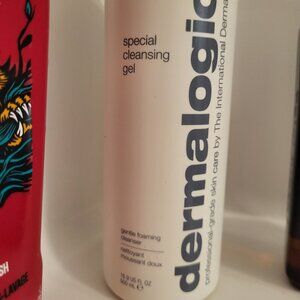 special
cleansing
gel
dermalogic
professional-grade skin care by The International Derma
gentle foaming
cleanser
nettoyant
moussant doux
16.9 US fl oz
500 mL e
SH
-LAVAGE